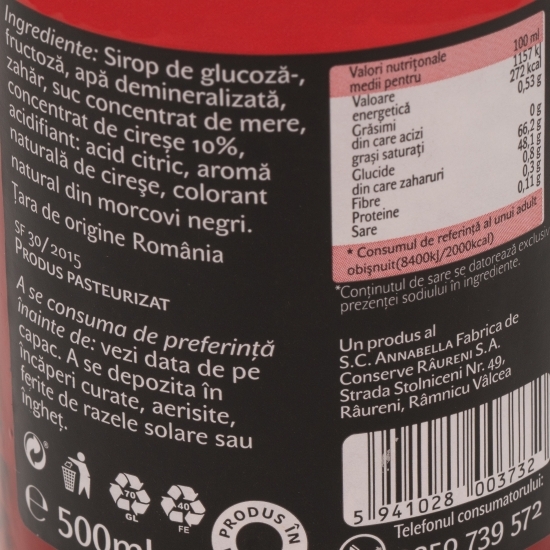 Ingrediente: Sirop de glucoză-,
fructoză, apă demineralizată,
zahăr, suc concentrat de mere,
concentrat de cireșe 10%,
acidifiant: acid citric, aromă
naturală de cireşe, colorant
natural din morcovi negri.
Țara de origine România
SF 30/2015
PRODUS PASTEURIZAT
A se consuma de preferință
înainte de: vezi data de pe
capac. A se depozita în
încăperi curate, aerisite,
ferite de razele solare sau
îngheț.
70
GL
40
FE
e 500ml
PRODUS ÎN
Valori nutriționale
medii pentru
100 ml
Valoare
energetică
1157 kJ
272 kcal
Grăsimi
0,53 g
din care acizi
grași saturați
0 g
Glucide
66,2 g
din care zaharuri
48,1 g
Fibre
0,8 g
Proteine
0,3 g
Sare
0,11 g
* Consumul de referință al unui adult
obișnuit(8400kJ/2000kcal)
*Conținutul de sare se datorează exclusiv
prezenței sodiului în ingrediente.
Un produs al
S.C. ANNABELLA Fabrica de
Conserve RÂURENI S.A.
Strada Stolniceni Nr. 49,
Râureni, Râmnicu Vâlcea
5 941028 003732
Telefonul consumatorului:
739 572